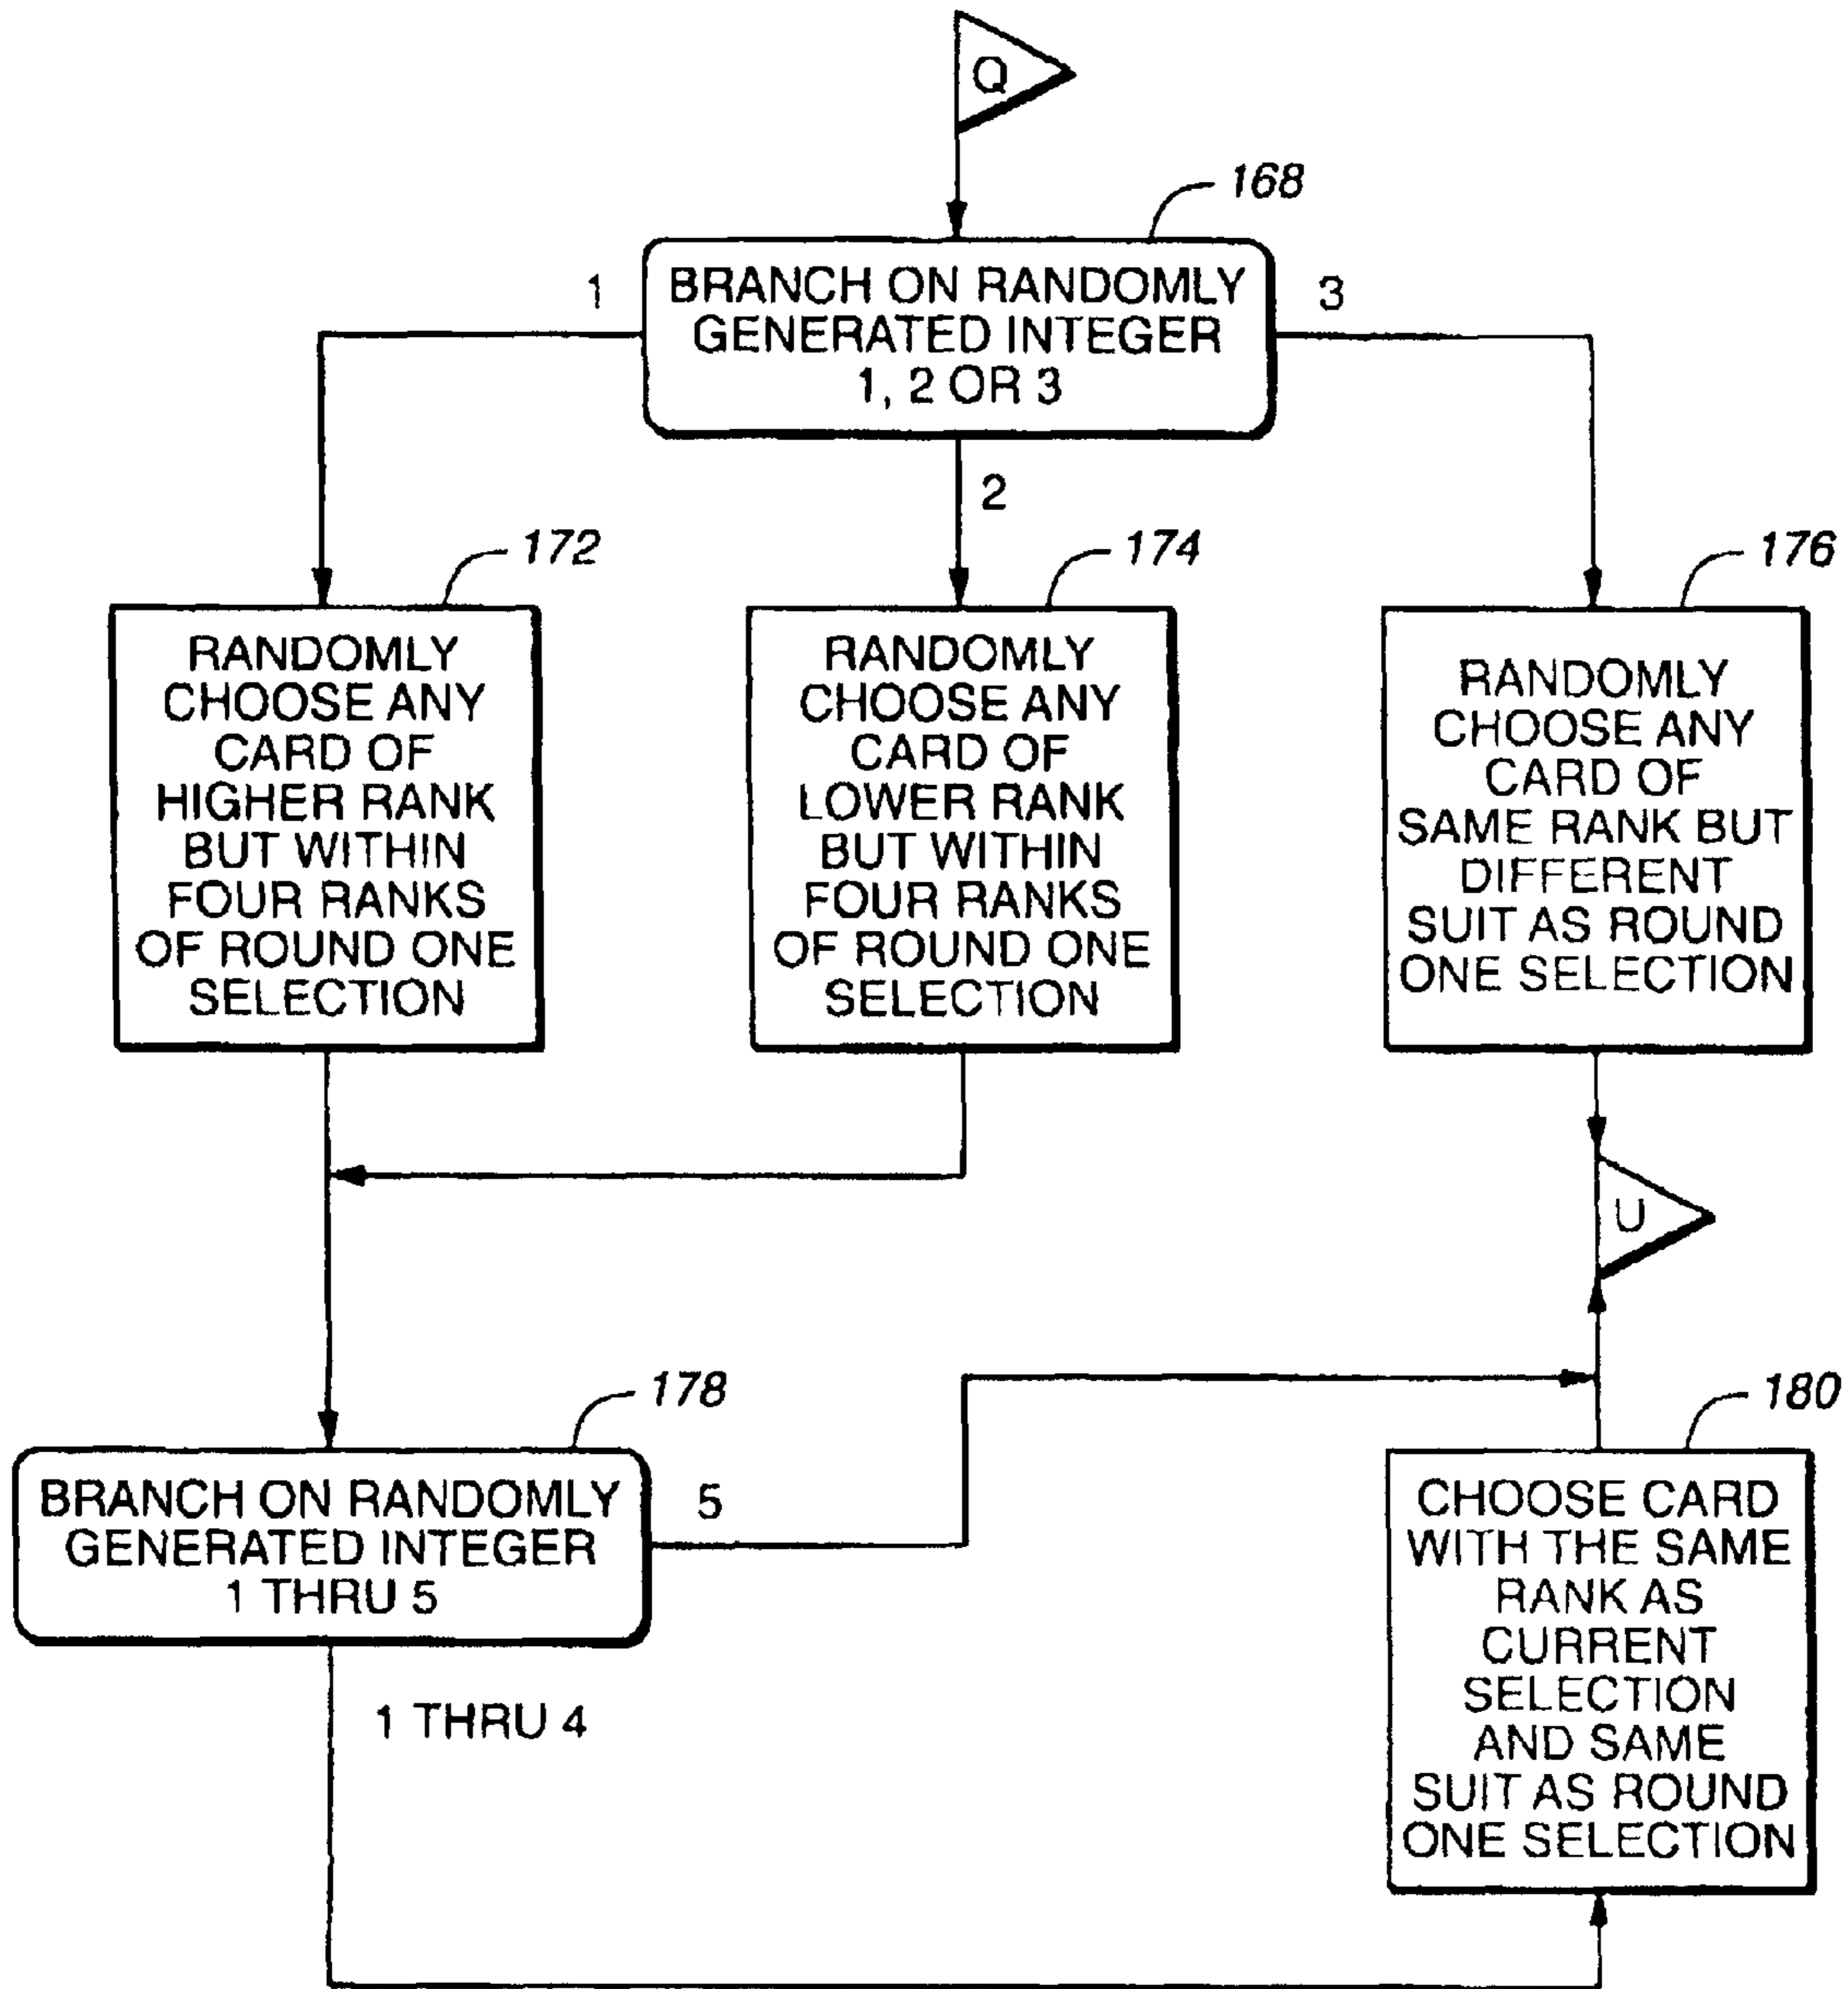 Q
168
1
BRANCH ON RANDOMLY
GENERATED INTEGER
1, 2 OR 3
3
2
172
RANDOMLY
CHOOSE ANY
CARD OF
HIGHER RANK
BUT WITHIN
FOUR RANKS
OF ROUND ONE
SELECTION
174
RANDOMLY
CHOOSE ANY
CARD OF
LOWER RANK
BUT WITHIN
FOUR RANKS
OF ROUND ONE
SELECTION
176
RANDOMLY
CHOOSE ANY
CARD OF
SAME RANK BUT
DIFFERENT
SUIT AS ROUND
ONE SELECTION
U
178
BRANCH ON RANDOMLY
GENERATED INTEGER
1 THRU 5
5
1 THRU 4
180
CHOOSE CARD
WITH THE SAME
RANK AS
CURRENT
SELECTION
AND SAME
SUIT AS ROUND
ONE SELECTION